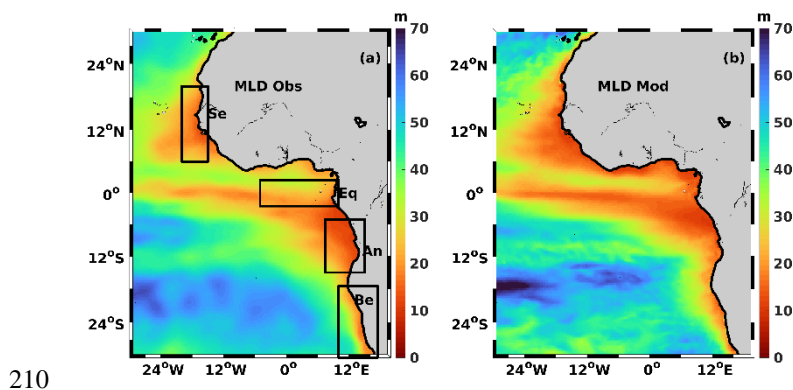 m m
70 70
24°N (a) 24°N (b)
60 60
MLD Obs MLD Mod
Se 50 50
12°N 12°N
40 40
0° Eq 0°
30 30
An
12°S 20 12°S 20
Be
10 10
24°S 24°S
0 0
24°W 12°W 0° 12°E 24°W 12°W 0° 12°E
210